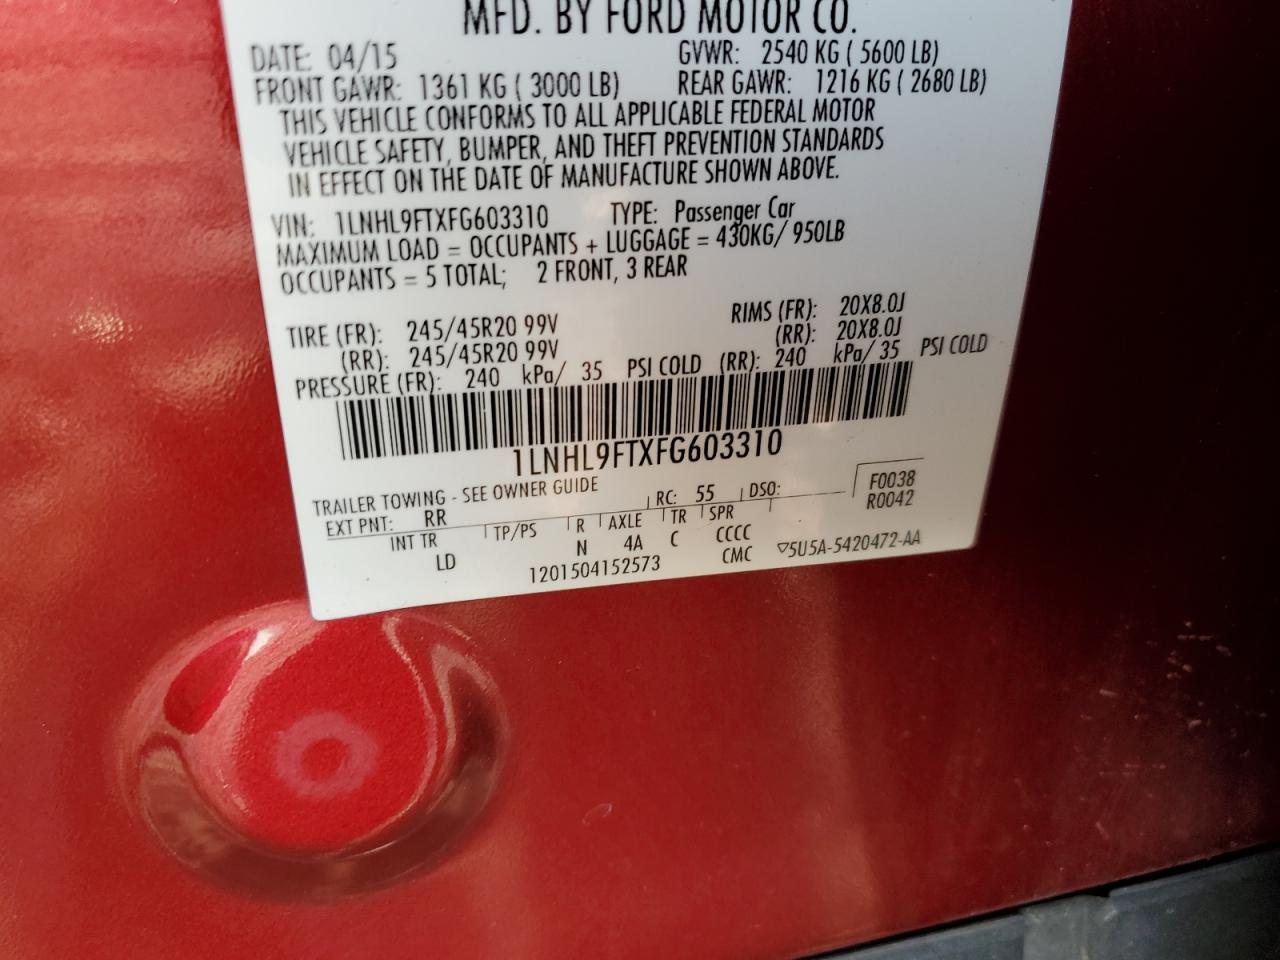 MFD. BY FORD MOTOR CO.
DATE: 04/15 GVWR: 2540 KG ( 5600 LB)
FRONT GAWR: 1361 KG ( 3000 LB) REAR GAWR: 1216 KG ( 2680 LB)
THIS VEHICLE CONFORMS TO ALL APPLICABLE FEDERAL MOTOR
VEHICLE SAFETY, BUMPER, AND THEFT PREVENTION STANDARDS
IN EFFECT ON THE DATE OF MANUFACTURE SHOWN ABOVE.
VIN: 1LNHL9FTXFG603310 TYPE: Passenger Car
MAXIMUM LOAD = OCCUPANTS + LUGGAGE = 430KG/ 950LB
OCCUPANTS = 5 TOTAL; 2 FRONT, 3 REAR
TIRE (FR): 245/45R20 99V RIMS (FR): 20X8.0J
(RR): 245/45R20 99V (RR): 20X8.0J
PRESSURE (FR): 240 kPa/ 35 PSI COLD (RR): 240 kPa/ 35 PSI COLD
1LNHL9FTXFG603310
TRAILER TOWING - SEE OWNER GUIDE
EXT PNT: RR RC: 55 DSO: F0038
R0042
INT TR TP/PS R AXLE TR SPR
LD N 4A C CCCC
1201504152573 CMC ▽5U5A-5420472-AA